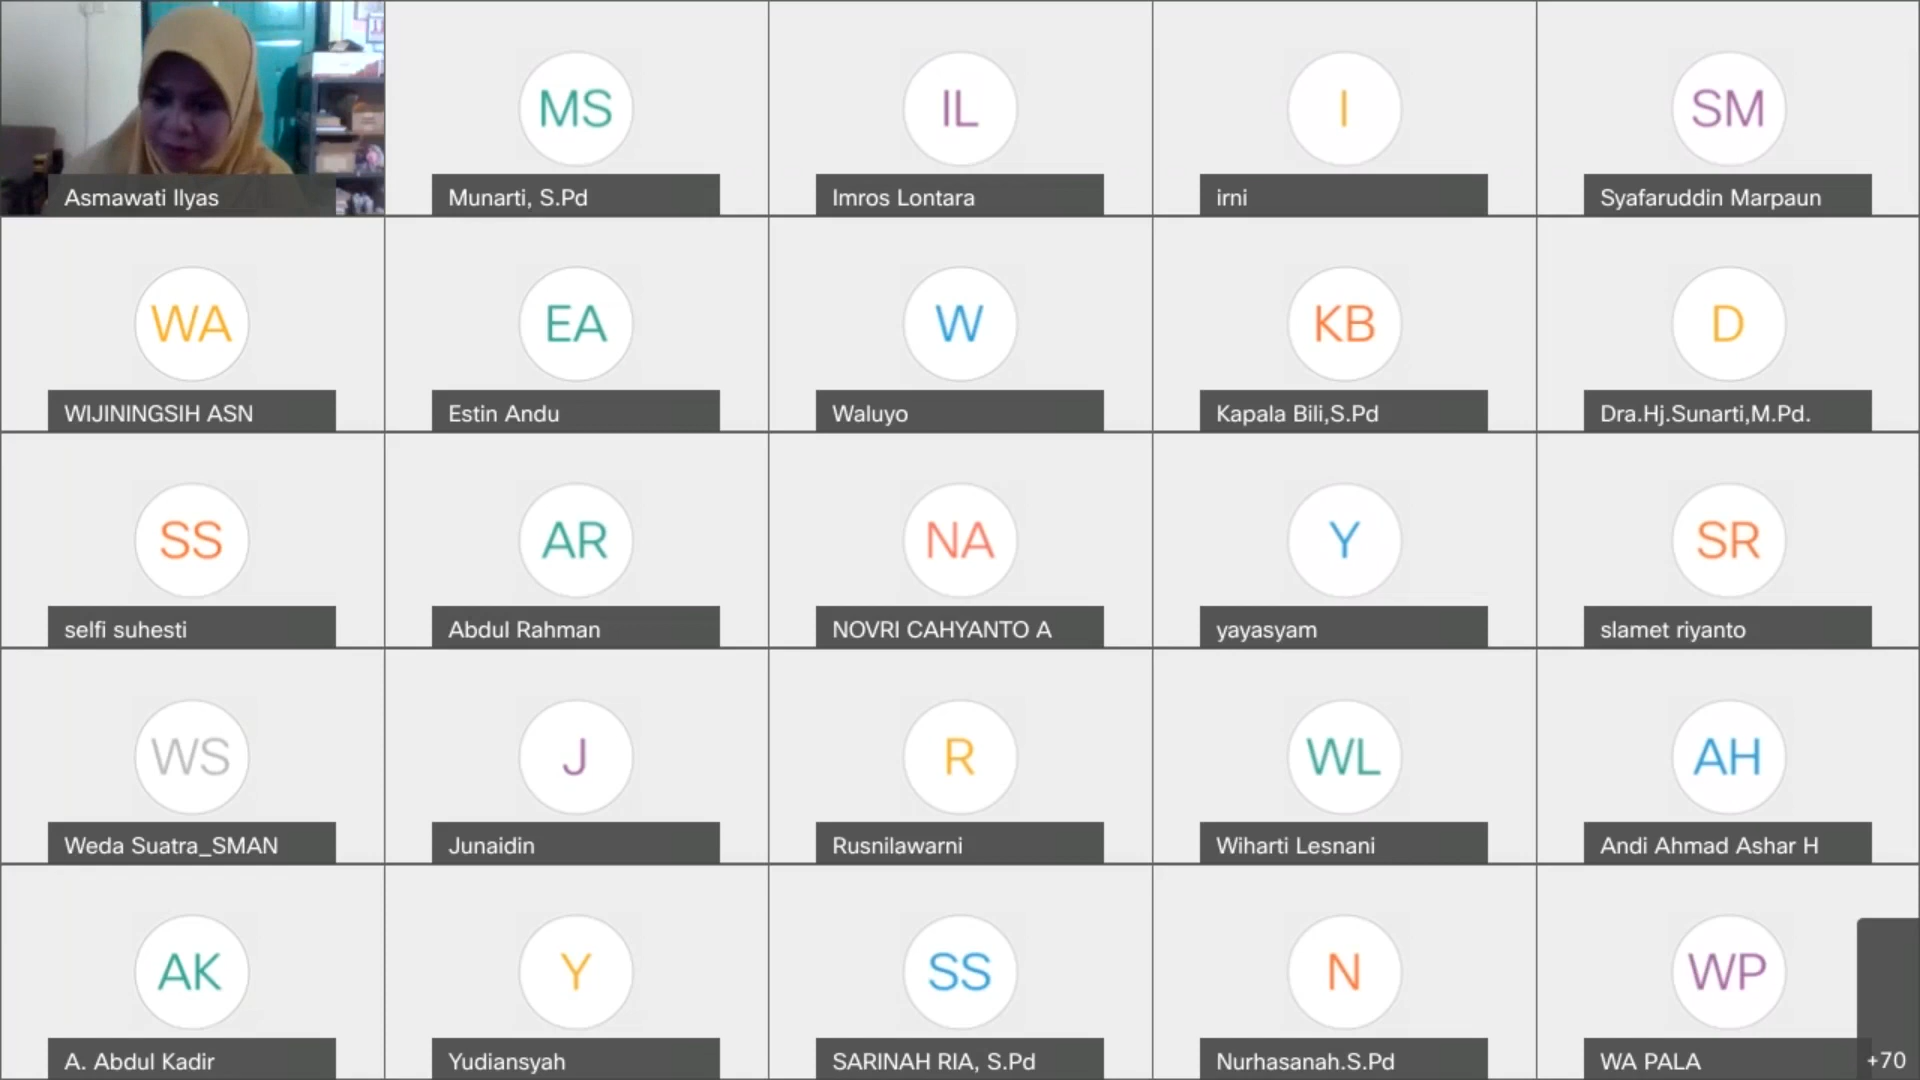 MS
IL
I
SM
Asmawati Ilyas
Munarti, S.Pd
Imros Lontara
irni
Syafaruddin Marpaun
WA
EA
W
KB
D
WIJININGSIH ASN
Estin Andu
Waluyo
Kapala Bili,S.Pd
Dra.Hj.Sunarti,M.Pd.
SS
AR
NA
Y
SR
selfi suhesti
Abdul Rahman
NOVRI CAHYANTO A
yayasyam
slamet riyanto
WS
J
R
WL
AH
Weda Suatra_SMAN
Junaidin
Rusnilawarni
Wiharti Lesnani
Andi Ahmad Ashar H
AK
Y
SS
N
WP
A. Abdul Kadir
Yudiansyah
SARINAH RIA, S.Pd
Nurhasanah.S.Pd
WA PALA
+70